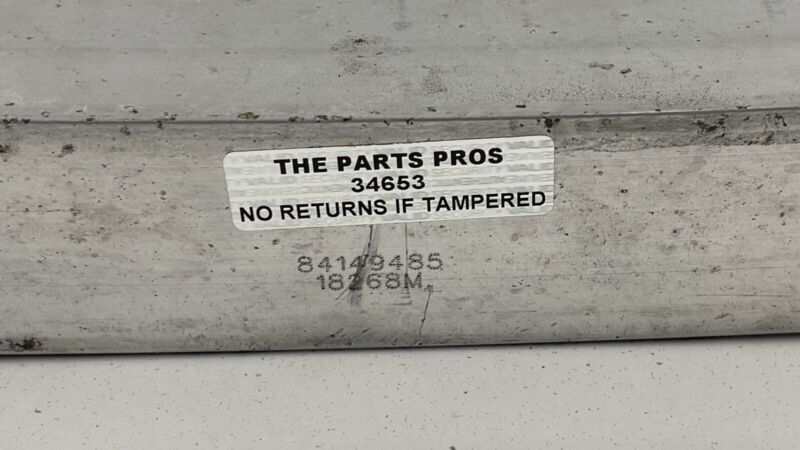 THE PARTS PROS
34653
NO RETURNS IF TAMPERED
84149485
18268M